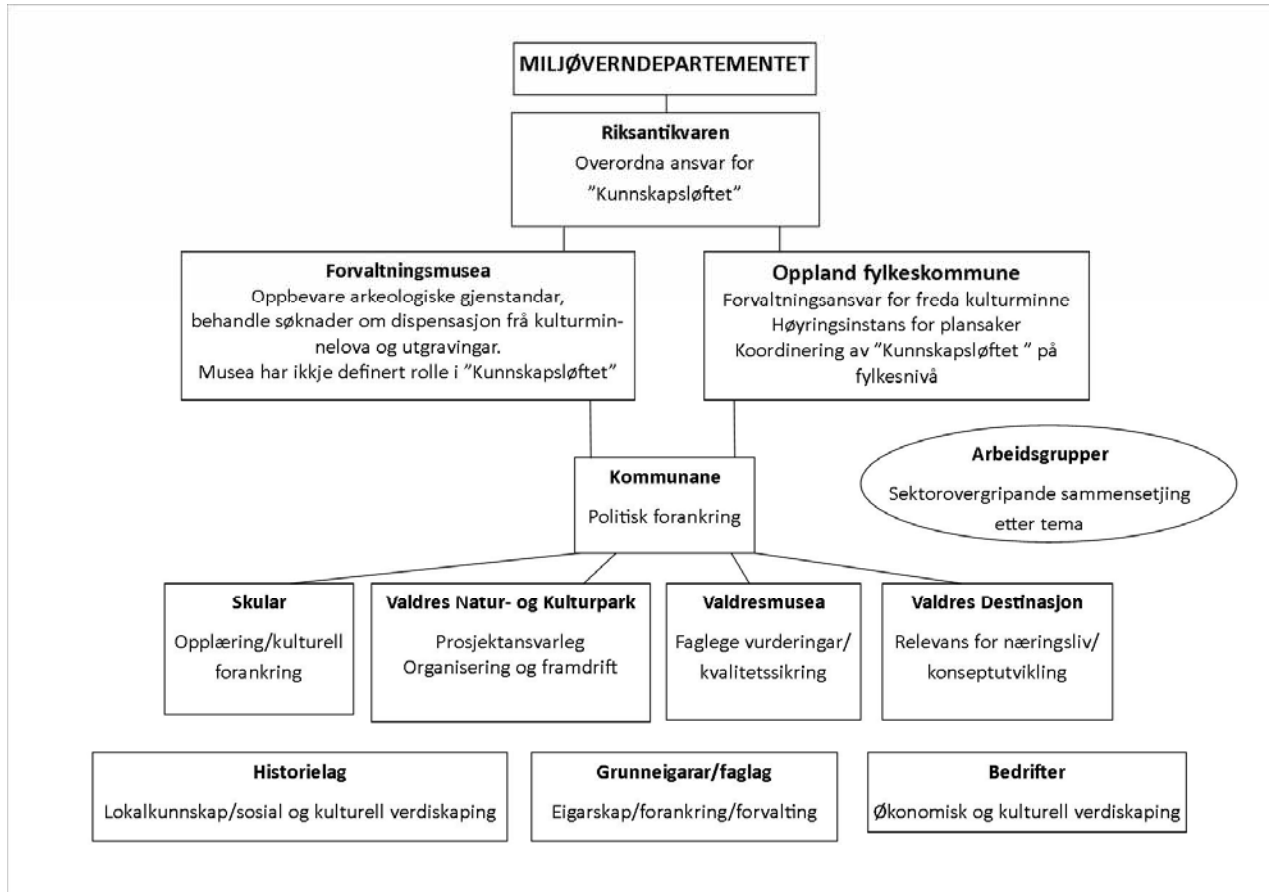 MILJØVERNDEPARTEMENTET
Riksantikvaren
Overordna ansvar for
”Kunnskapsløftet”
Forvaltningsmusea
Oppbevare arkeologiske gjenstandar,
behandle søknader om dispensasjon frå kulturmin-
nelova og utgravingar.
Musea har ikkje definert rolle i ”Kunnskapsløftet”
Oppland fylkeskommune
Forvaltningsansvar for freda kulturminne
Høyringsinstans for plansaker
Koordinering av ”Kunnskapsløftet ” på
fylkesnivå
Arbeidsgrupper
Sektorovergripande sammensetjing
etter tema
Kommunane
Politisk forankring
Skular
Opplæring/kulturell
forankring
Valdres Natur- og Kulturpark
Prosjektansvarleg
Organisering og framdrift
Valdresmusea
Faglege vurderingar/
kvalitetssikring
Valdres Destinasjon
Relevans for næringsliv/
konseptutvikling
Historielag
Lokalkunnskap/sosial og kulturell verdiskaping
Grunneigarar/faglag
Eigarskap/forankring/forvalting
Bedrifter
Økonomisk og kulturell verdiskaping